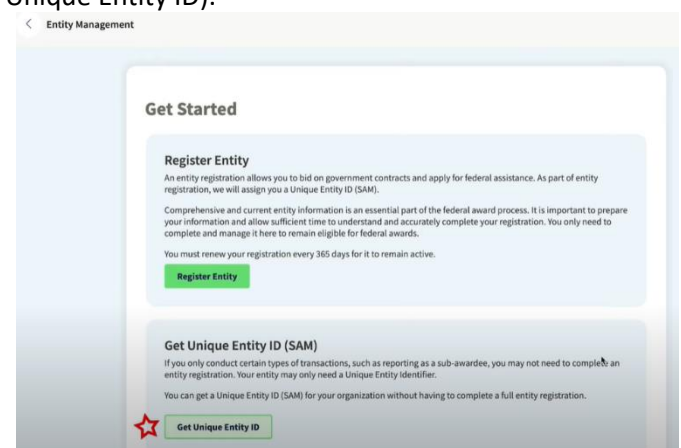 Unique Entity ID).
< Entity Management
Get Started
Register Entity
An entity registration allows you to bid on government contracts and apply for federal assistance. As part of entity
registration, we will assign you a Unique Entity ID (SAM).
Comprehensive and current entity information is an essential part of the federal award process. It is important to prepare
your information and allow sufficient time to understand and accurately complete your registration. You only need to
complete and manage it here to remain eligible for federal awards.
You must renew your registration every 365 days for it to remain active.
Register Entity
Get Unique Entity ID (SAM)
If you only conduct certain types of transactions, such as reporting as a sub-awardee, you may not need to complete an
entity registration. Your entity may only need a Unique Entity Identifier.
You can get a Unique Entity ID (SAM) for your organization without having to complete a full entity registration.
Get Unique Entity ID